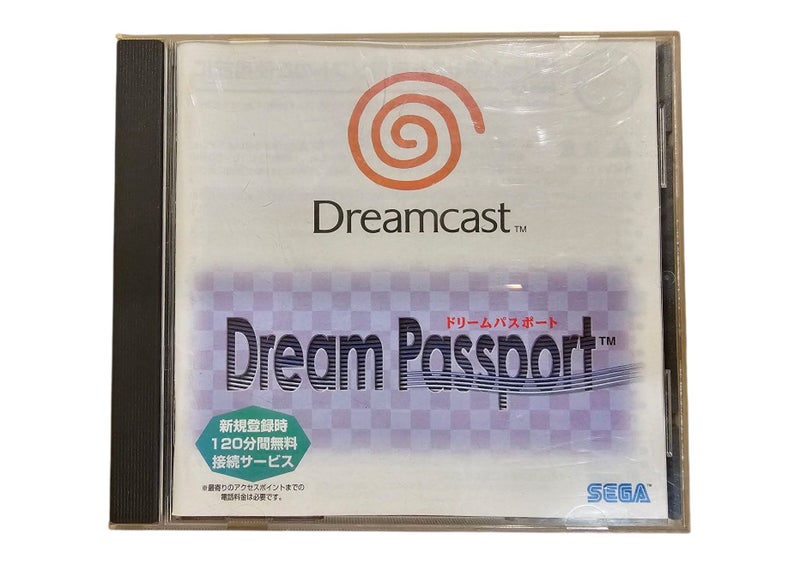 Dreamcast™
ドリームパスポート
Dream Passport™
新規登録時
120分間無料
接続サービス
※最寄りのアクセスポイントまでの
電話料金は必要です。
SEGA™